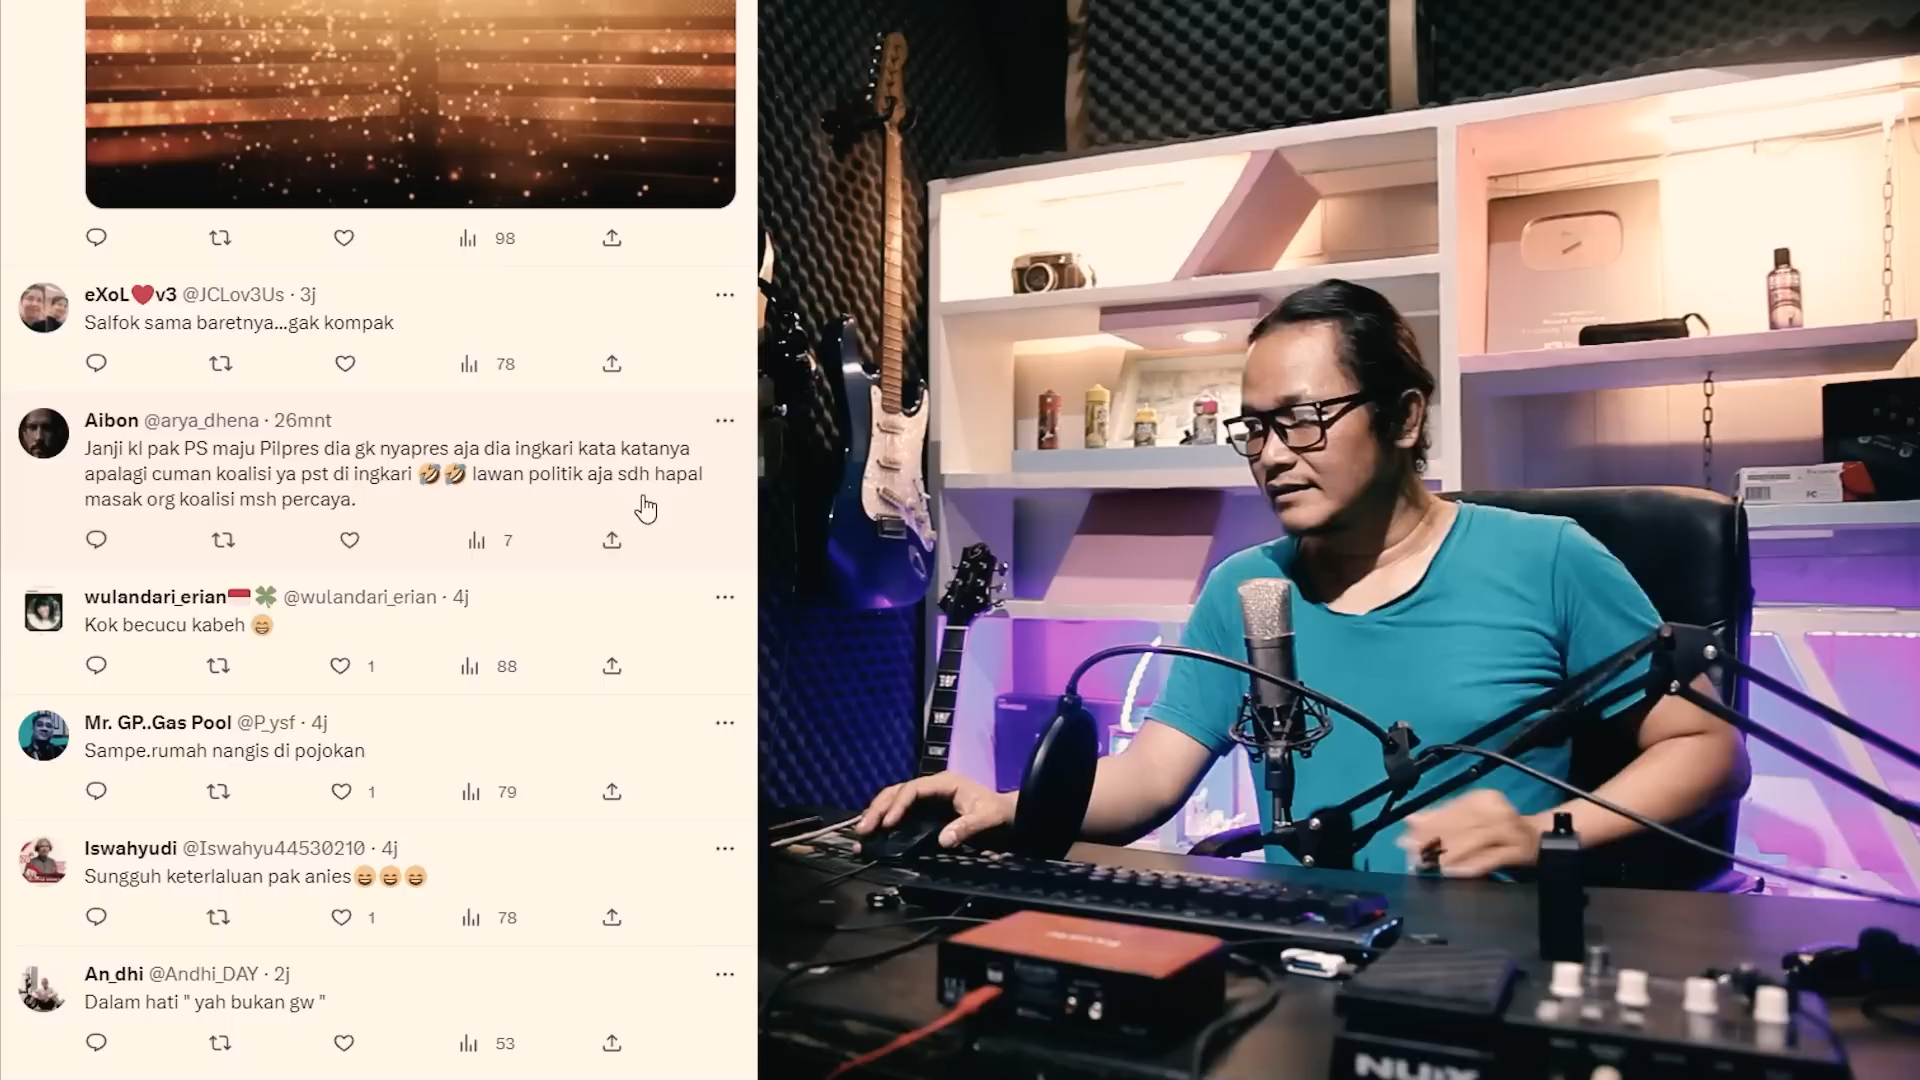 98
eXoL❤️v3 @JCLov3Us · 3j
Salfok sama baretnya...gak kompak
78
Aibon @arya_dhena · 26mnt
Janji kl pak PS maju Pilpres dia gk nyapres aja dia ingkari kata katanya
apalagi cuman koalisi ya pst di ingkari 🤣🤣 lawan politik aja sdh hapal
masak org koalisi msh percaya.
7
wulandari_erian🇮🇩🍀 @wulandari_erian · 4j
Kok becucu kabeh 😁
1 88
Mr. GP..Gas Pool @P_ysf · 4j
Sampe.rumah nangis di pojokan
1 79
Iswahyudi @Iswahyu44530210 · 4j
Sungguh keterlaluan pak anies😄😄😄
1 78
An_dhi @Andhi_DAY · 2j
Dalam hati " yah bukan gw "
53
NUX